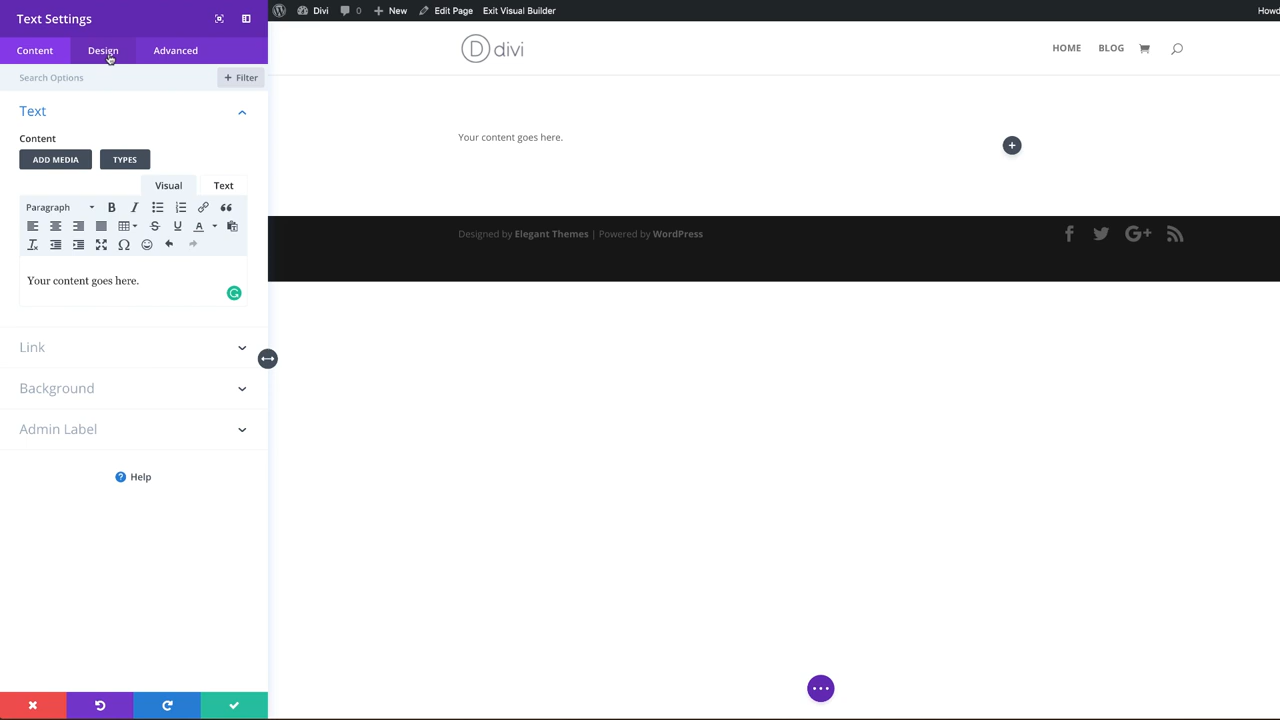 Text Settings
Divi
0
New
Edit Page
Exit Visual Builder
Howd
Content
Design
Advanced
D divi
HOME
BLOG
Search Options
+ Filter
Text
Content
ADD MEDIA
TYPES
Your content goes here.
Visual
Text
Paragraph
B
I
U
A
Your content goes here.
Designed by Elegant Themes | Powered by WordPress
Link
Background
Admin Label
Help